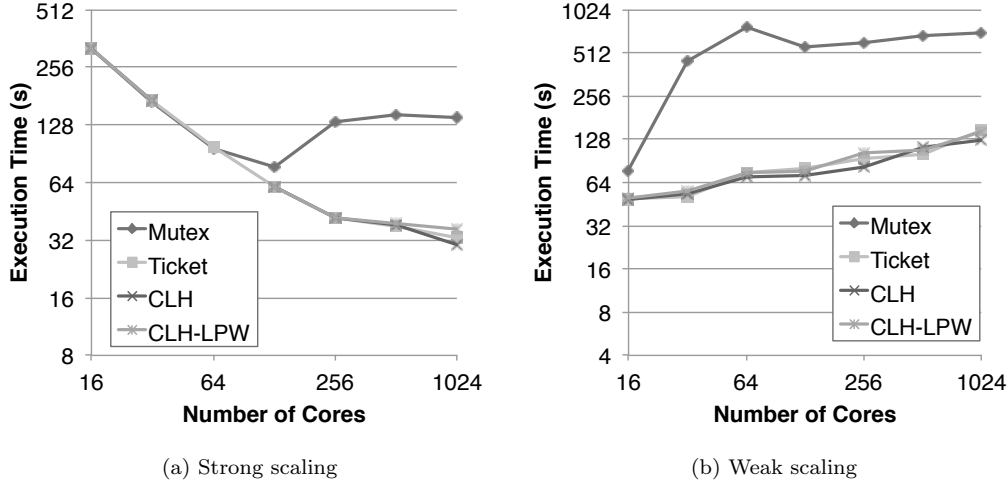 512
256
128
64
32
16
8
Execution Time (s)
Mutex
Ticket
CLH
CLH-LPW
16 64 256 1024
Number of Cores
(a) Strong scaling
1024
512
256
128
64
32
16
8
4
Execution Time (s)
Mutex
Ticket
CLH
CLH-LPW
16 64 256 1024
Number of Cores
(b) Weak scaling